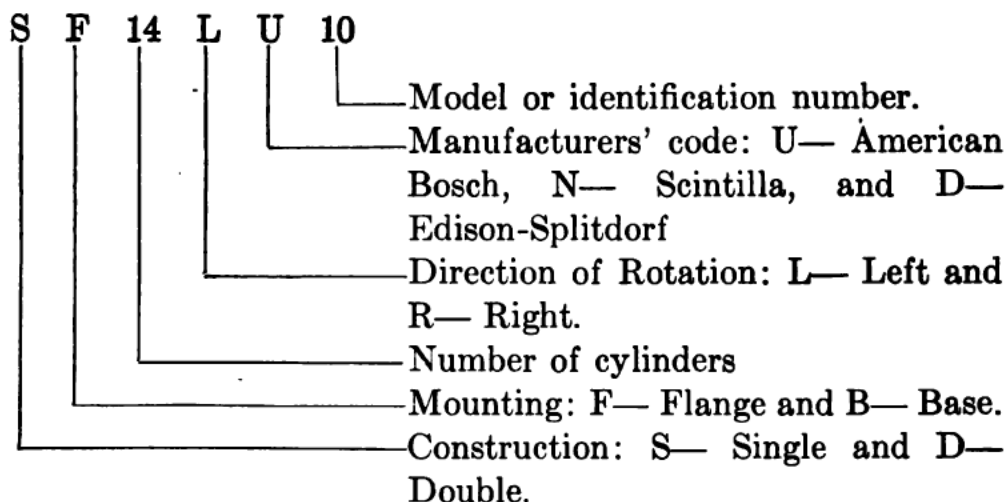 S F 14 L U 10
Model or identification number.
Manufacturers' code: U— American
Bosch, N— Scintilla, and D—
Edison-Splitdorf
Direction of Rotation: L— Left and
R— Right.
Number of cylinders
Mounting: F— Flange and B— Base.
Construction: S— Single and D—
Double.